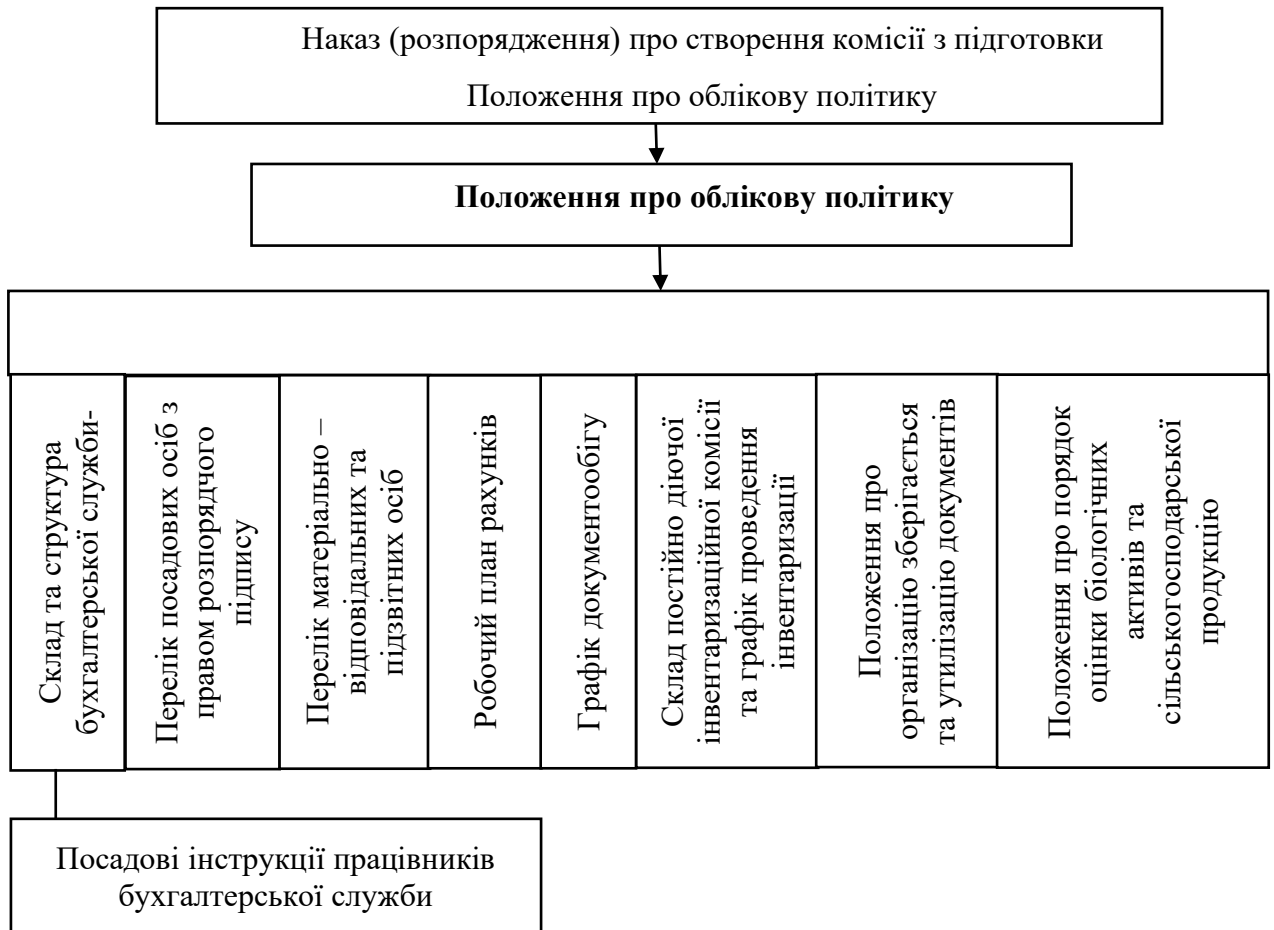 Наказ (розпорядження) про створення комісії з підготовки
Положення про облікову політику
Положення про облікову політику
Склад та структура
бухгалтерської служби-
Перелік посадових осіб з
правом розпорядчого
підпису
Перелік матеріально –
відповідальних та
підзвітних осіб
Робочий план рахунків
Графік документообігу
Склад постійно діючої
інвентаризаційної комісії
та графік проведення
інвентаризації
Положення про
організацію зберігається
та утилізацію документів
Положення про порядок
оцінки біологічних
активів та
сільськогосподарської
продукцію
Посадові інструкції працівників
бухгалтерської служби